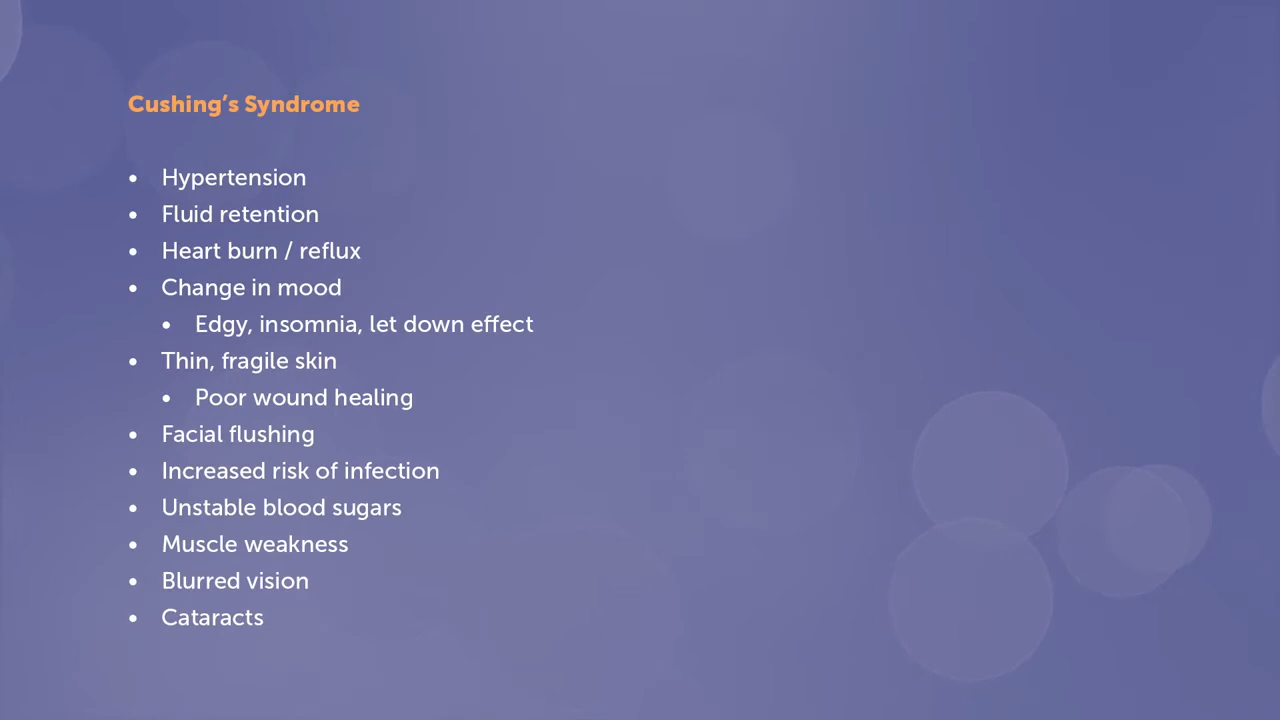 Cushing’s Syndrome
• Hypertension
• Fluid retention
• Heart burn / reflux
• Change in mood
• Edgy, insomnia, let down effect
• Thin, fragile skin
• Poor wound healing
• Facial flushing
• Increased risk of infection
• Unstable blood sugars
• Muscle weakness
• Blurred vision
• Cataracts